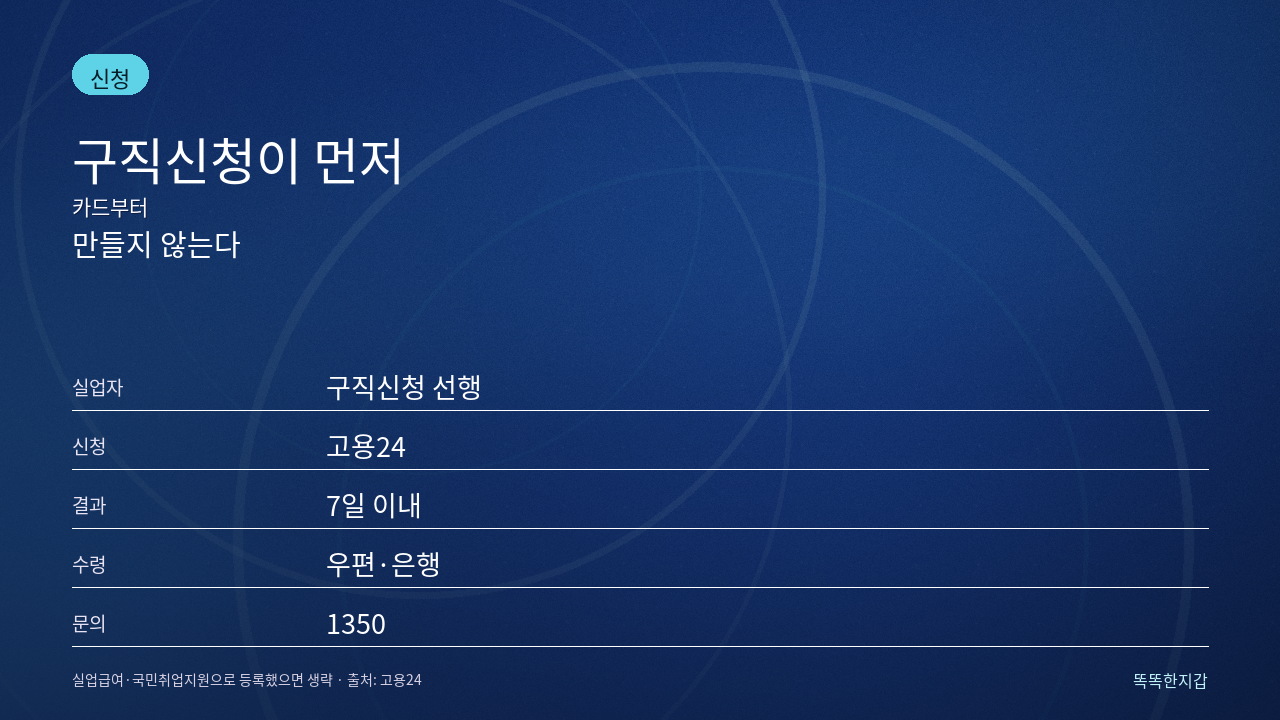 신청
구직신청이 먼저
카드부터
만들지 않는다
실업자 구직신청 선행
신청 고용24
결과 7일 이내
수령 우편·은행
문의 1350
실업급여·국민취업지원으로 등록했으면 생략 · 출처: 고용24
똑똑한지갑